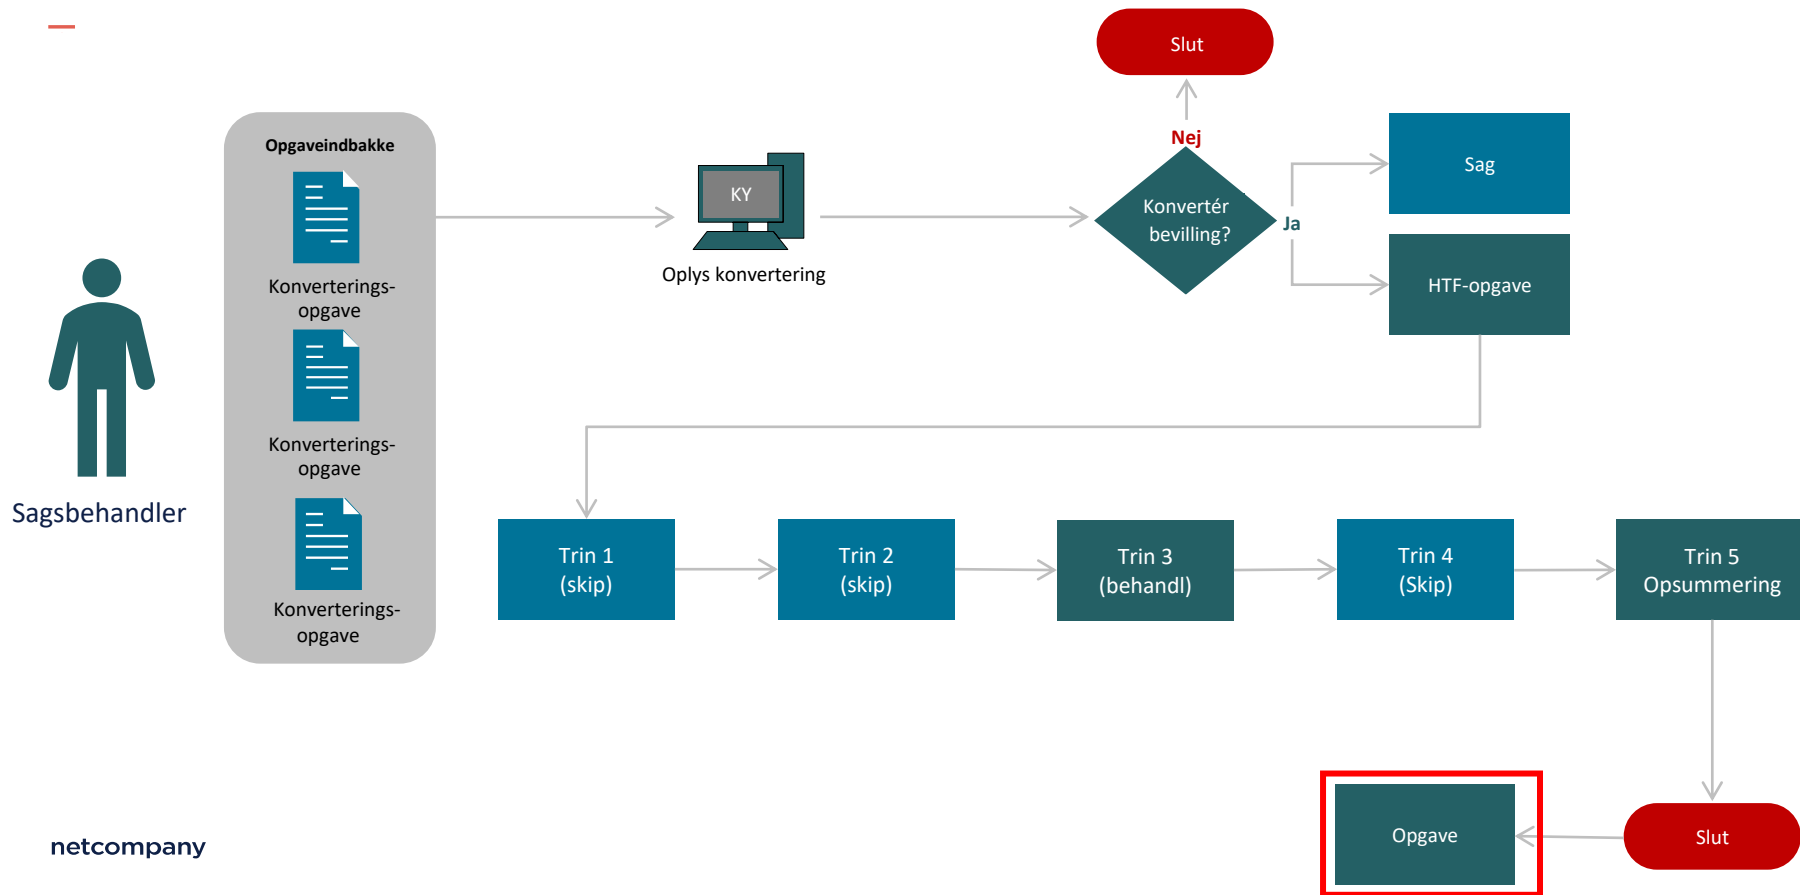 Slut
Opgaveindbakke
Nej
Sag
KY
Konvertér
bevilling?
Ja
Oplys konvertering
Konverterings-
opgave
HTF-opgave
Konverterings-
opgave
Sagsbehandler
Konverterings-
opgave
Trin 1
(skip)
Trin 2
(skip)
Trin 3
(behandl)
Trin 4
(Skip)
Trin 5
Opsummering
Opgave
Slut
netcompany